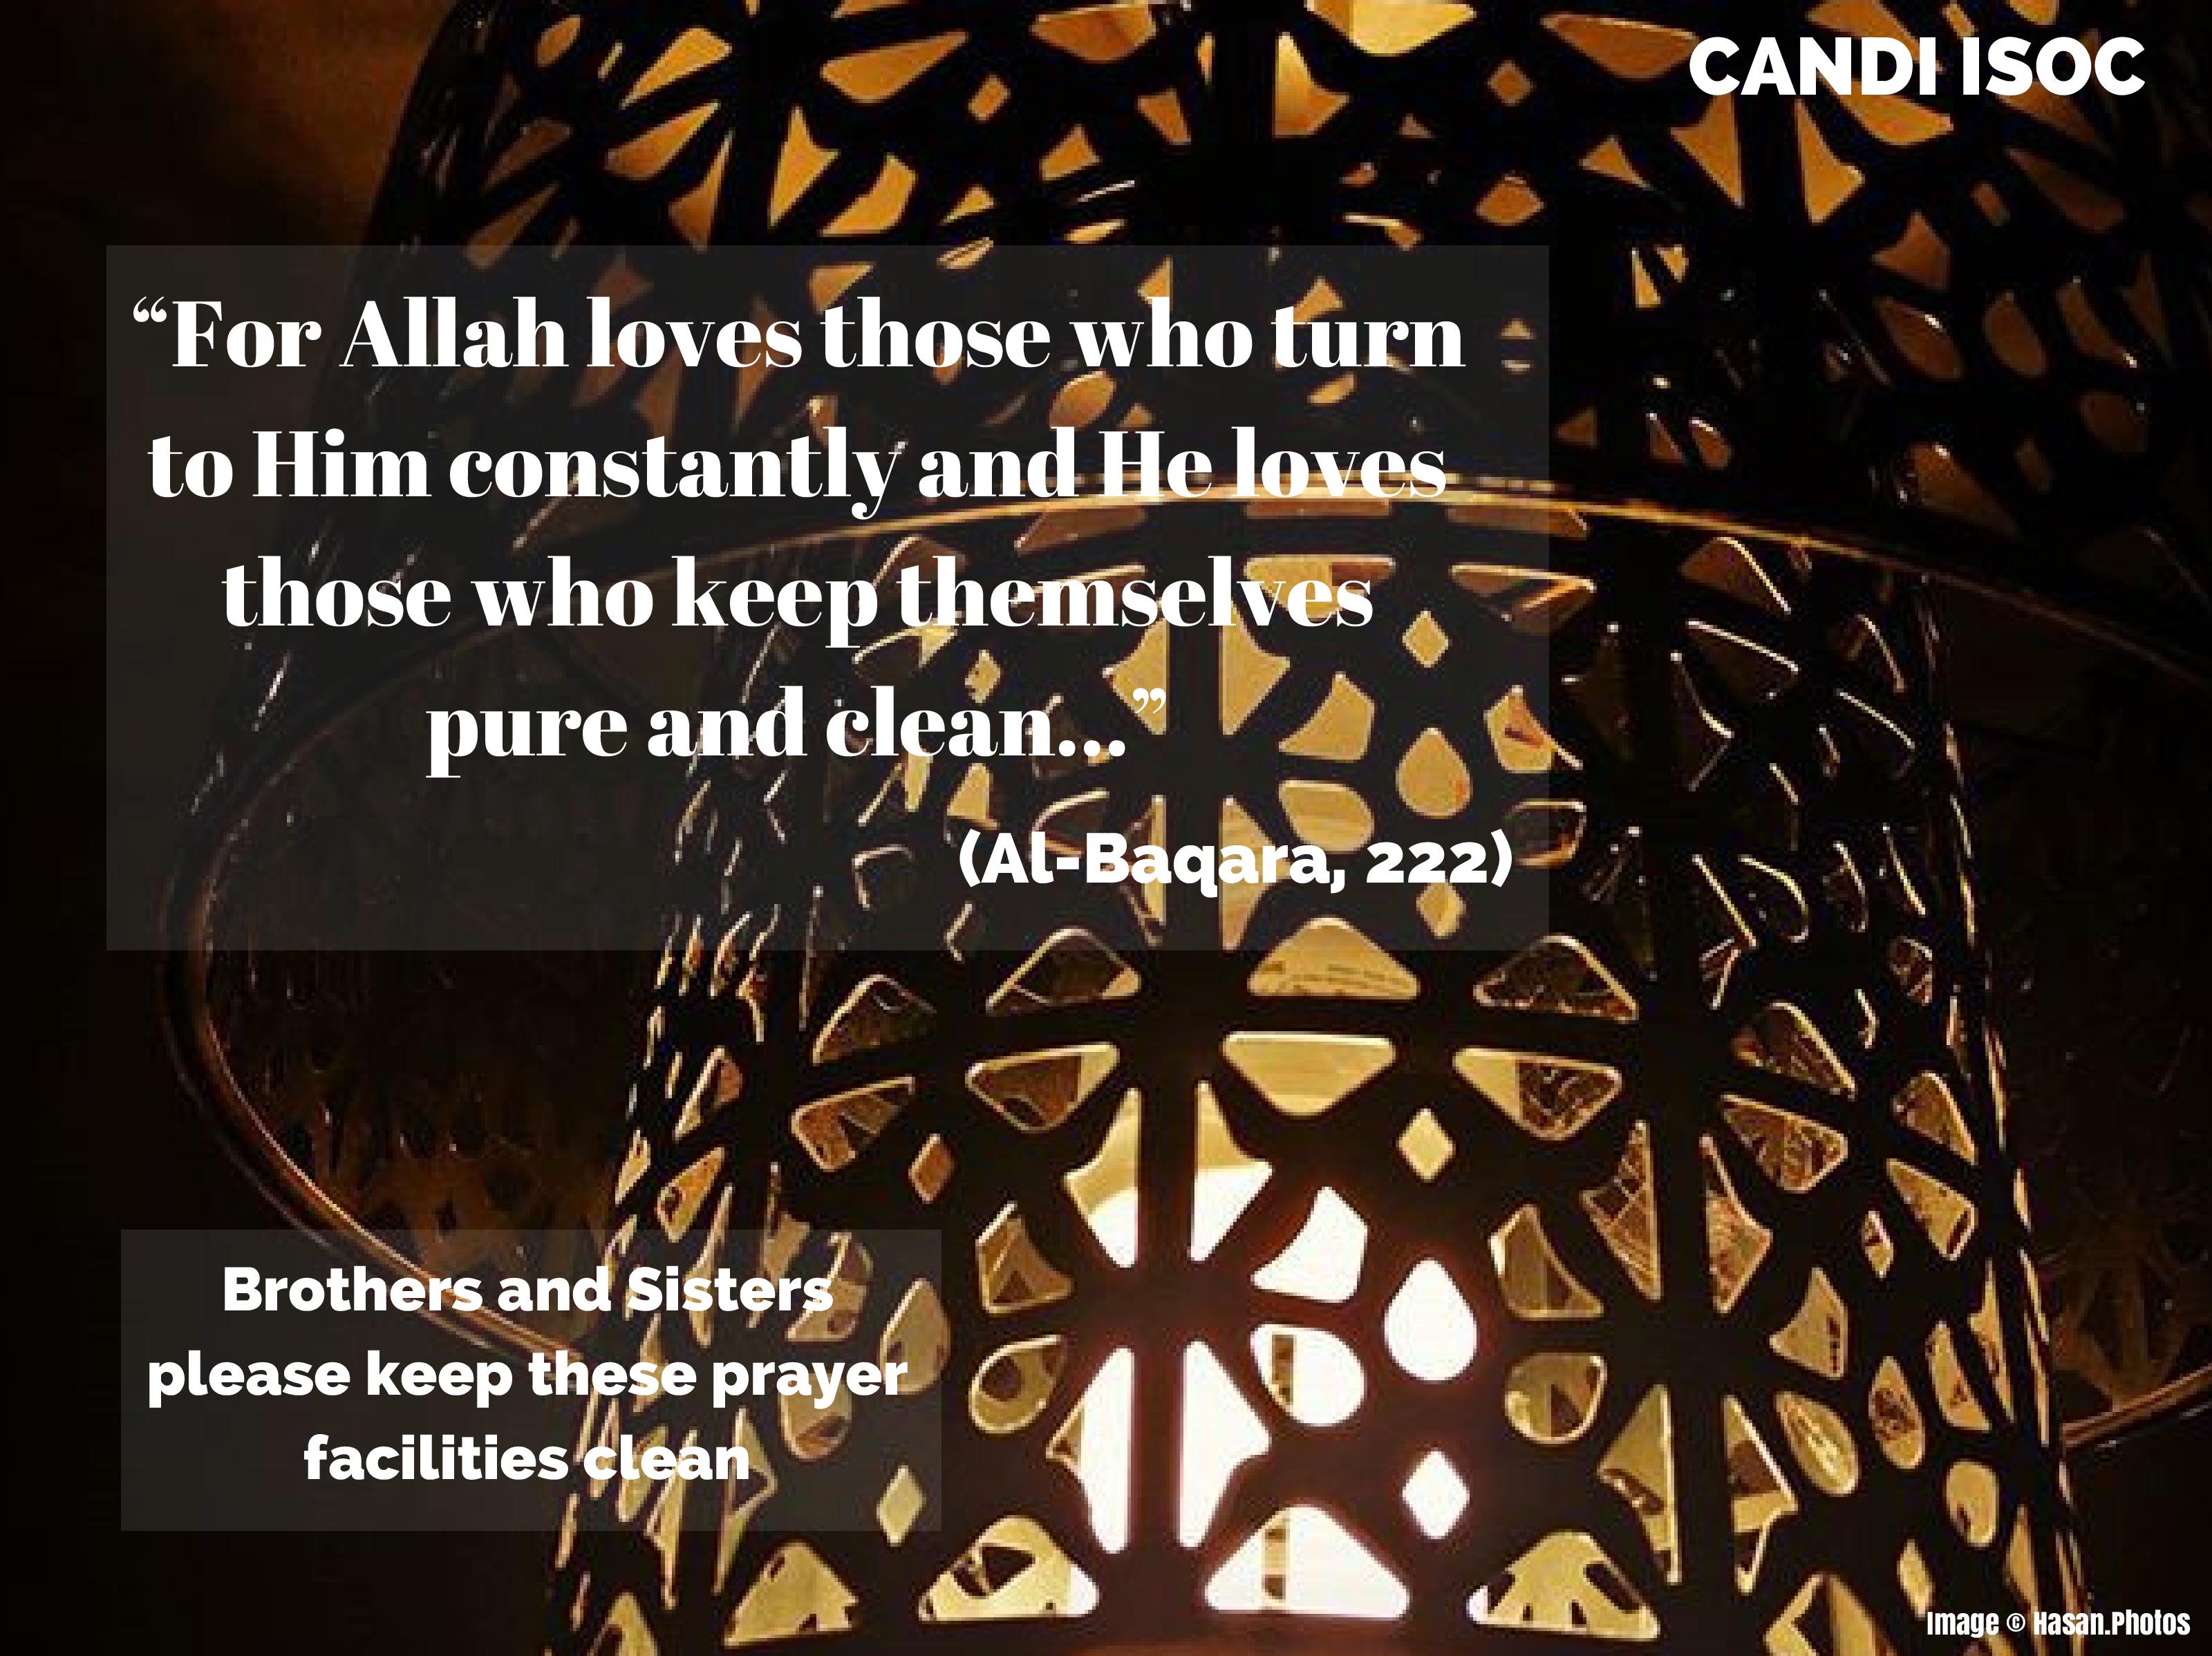 CANDI ISOC
“For Allah loves those who turn
to Him constantly and He loves
those who keep themselves
pure and clean...”
(Al-Baqara, 222)
Brothers and Sisters
please keep these prayer
facilities clean
Image © Hasan.Photos